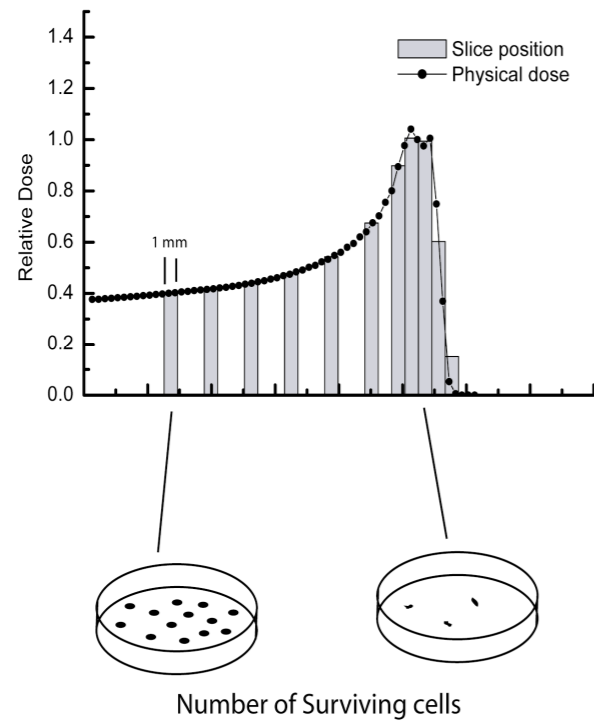 1.4
Slice position
1.2
Physical dose
1.0
0.8
Relative Dose
0.6
1 mm
0.4
0.2
0.0
Number of Surviving cells